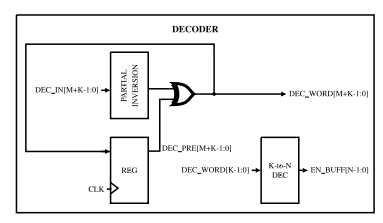 DECODER
DEC_IN[M+K-1:0]
PARTIAL
INVERSION
DEC_WORD[M+K-1:0]
REG
CLK
DEC_PRE[M+K-1:0]
DEC_WORD[K-1:0]
K-to-N
DEC
EN_BUFF[N-1:0]